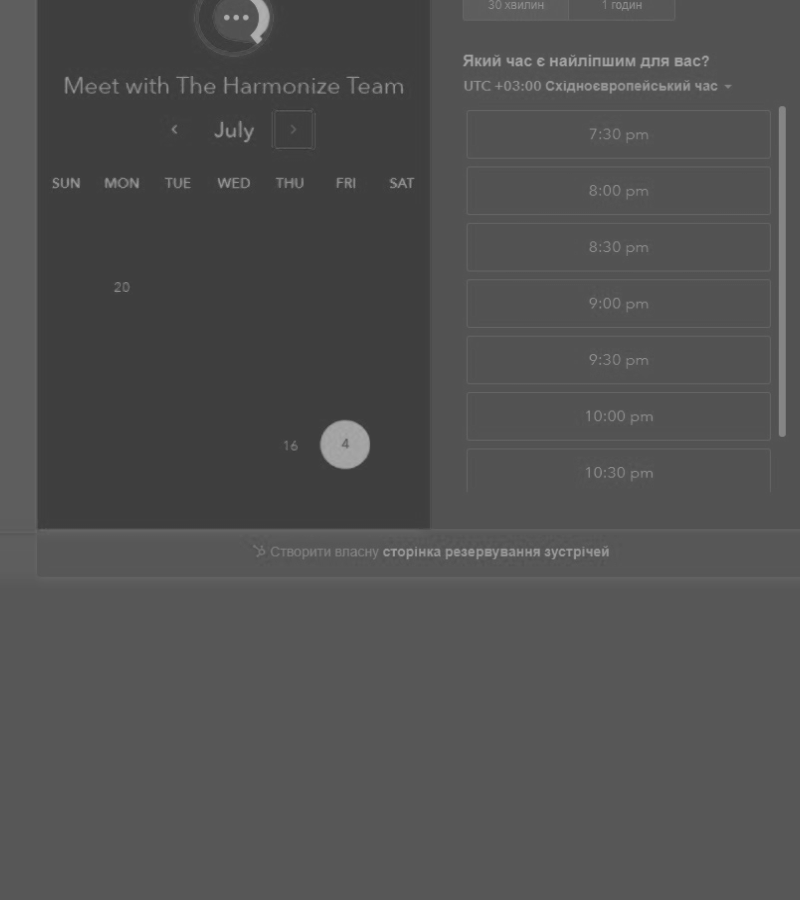 Meet with The Harmonize Team
July
SUN MON TUE WED THU FRI SAT
20
16 4
30 хвилин 1 годин
Який час є найліпшим для вас?
UTC +03:00 Східноєвропейський час
7:30 pm
8:00 pm
8:30 pm
9:00 pm
9:30 pm
10:00 pm
10:30 pm
Створити власну сторінка резервування зустрічей